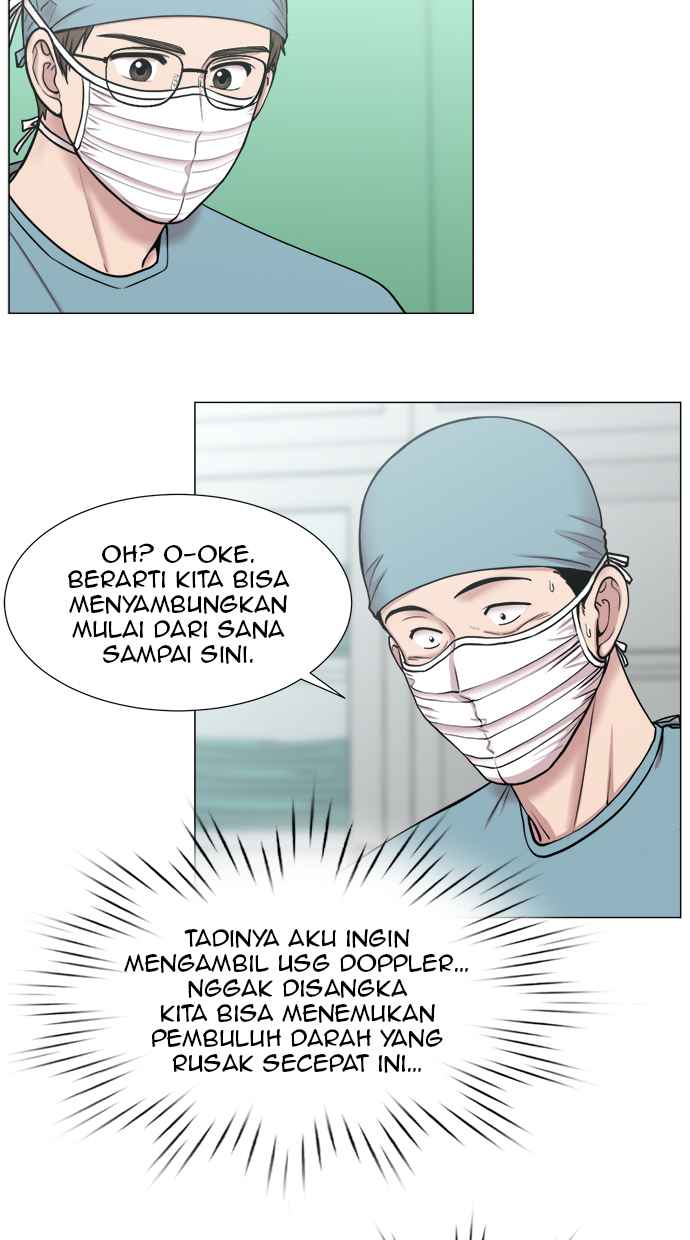 OH? O-OKE.
BERARTI KITA BISA
MENYAMBUNGKAN
MULAI DARI SANA
SAMPAI SINI.
TADINYA AKU INGIN
MENGAMBIL USG DOPPLER...
NGGAK DISANGKA
KITA BISA MENEMUKAN
PEMBULUH DARAH YANG
RUSAK SECEPAT INI...